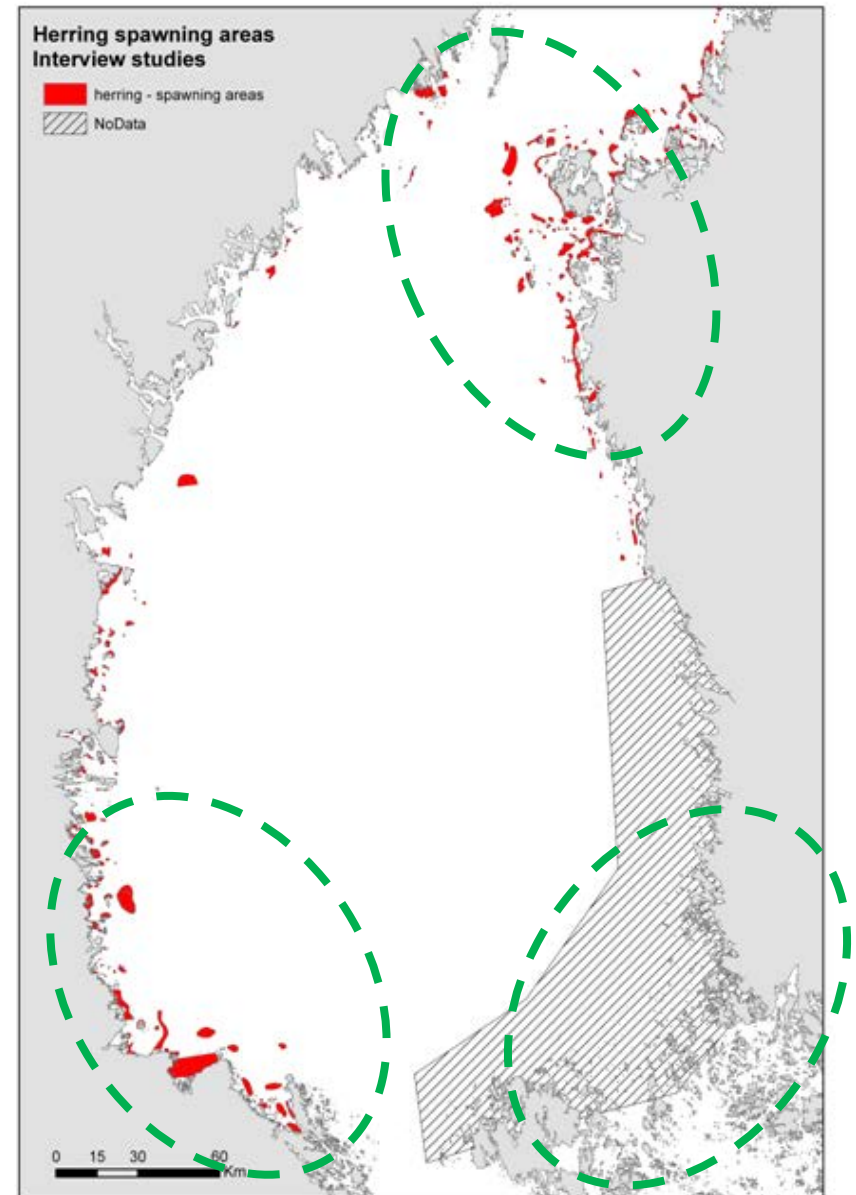 Herring spawning areas
Interview studies
herring - spawning areas
NoData
0 15 30 60
Km